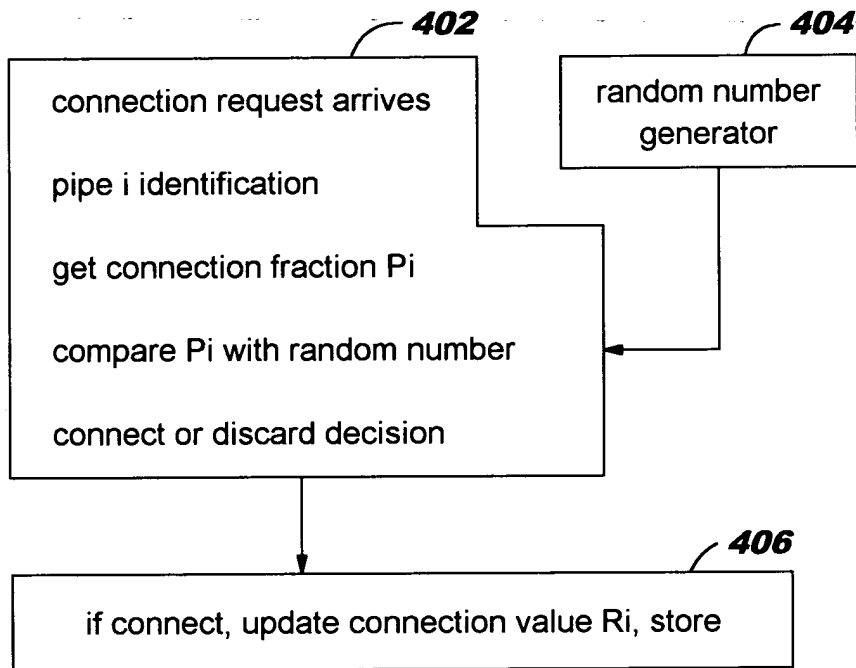 402
connection request arrives
pipe i identification
get connection fraction Pi
compare Pi with random number
connect or discard decision
404
random number
generator
406
if connect, update connection value Ri, store